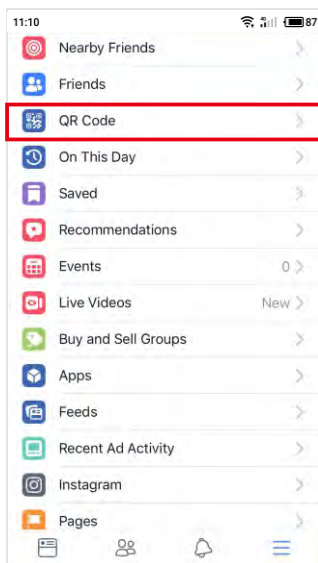 11:10 87
Nearby Friends
Friends
QR Code
On This Day
Saved
Recommendations
Events 0
Live Videos New
Buy and Sell Groups
Apps
Feeds
Recent Ad Activity
Instagram
Pages